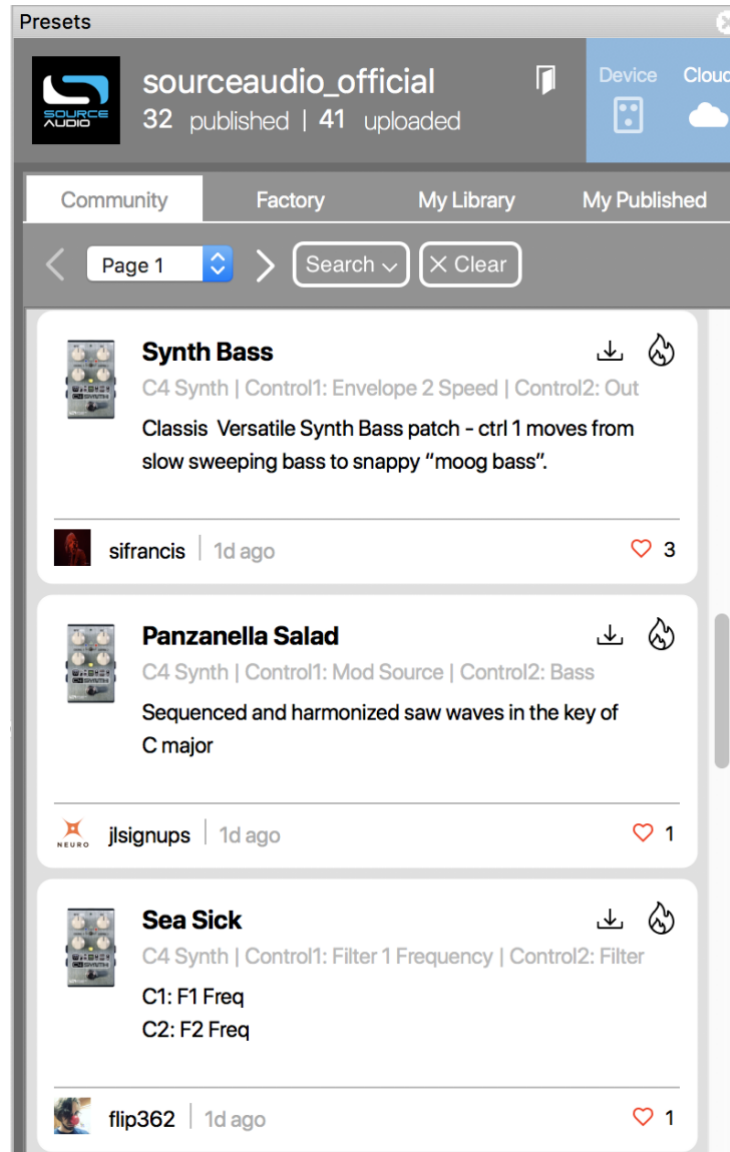 Presets
SOURCE
AUDIO
sourceaudio_official
32 published | 41 uploaded
Device Cloud
Community Factory My Library My Published
Page 1 Search X Clear
Synth Bass
C4 Synth | Control1: Envelope 2 Speed | Control2: Out
Classis Versatile Synth Bass patch - ctrl 1 moves from
slow sweeping bass to snappy “moog bass”.
sifrancis | 1d ago
3
Panzanella Salad
C4 Synth | Control1: Mod Source | Control2: Bass
Sequenced and harmonized saw waves in the key of
C major
NEURO
jlsignups | 1d ago
1
Sea Sick
C4 Synth | Control1: Filter 1 Frequency | Control2: Filter
C1: F1 Freq
C2: F2 Freq
flip362 | 1d ago
1